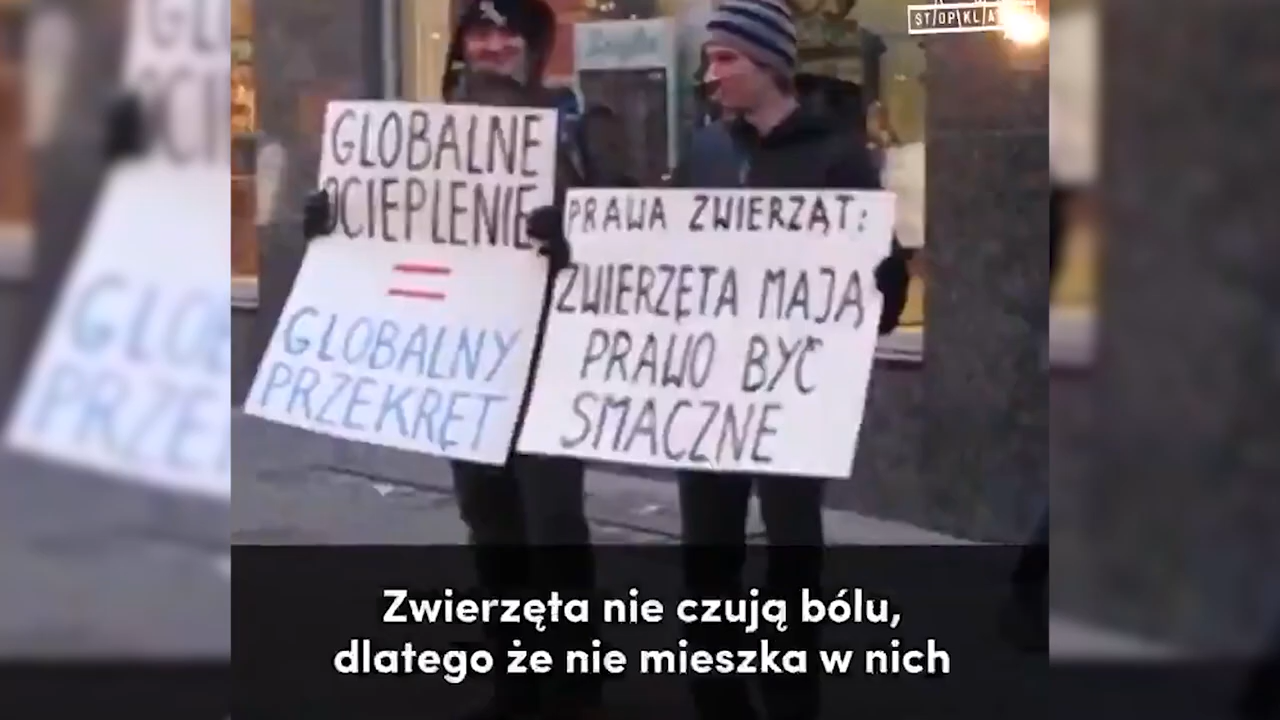 GLOBALNE
OCIEPLENIE
=
GLOBALNY
PRZEKRĘT
PRAWA ZWIERZĄT:
ZWIERZĘTA MAJĄ
PRAWO BYĆ
SMACZNE
Zwierzęta nie czują bólu,
dlatego że nie mieszka w nich